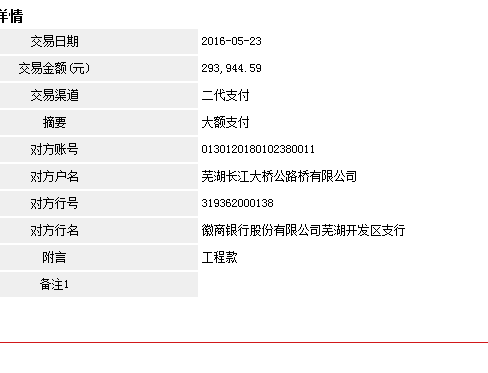 详情
交易日期 2016-05-23
交易金额(元) 293,944.59
交易渠道 二代支付
摘要 大额支付
对方账号 0130120180102380011
对方户名 芜湖长江大桥公路桥有限公司
对方行号 319362000138
对方行名 徽商银行股份有限公司芜湖开发区支行
附言 工程款
备注1